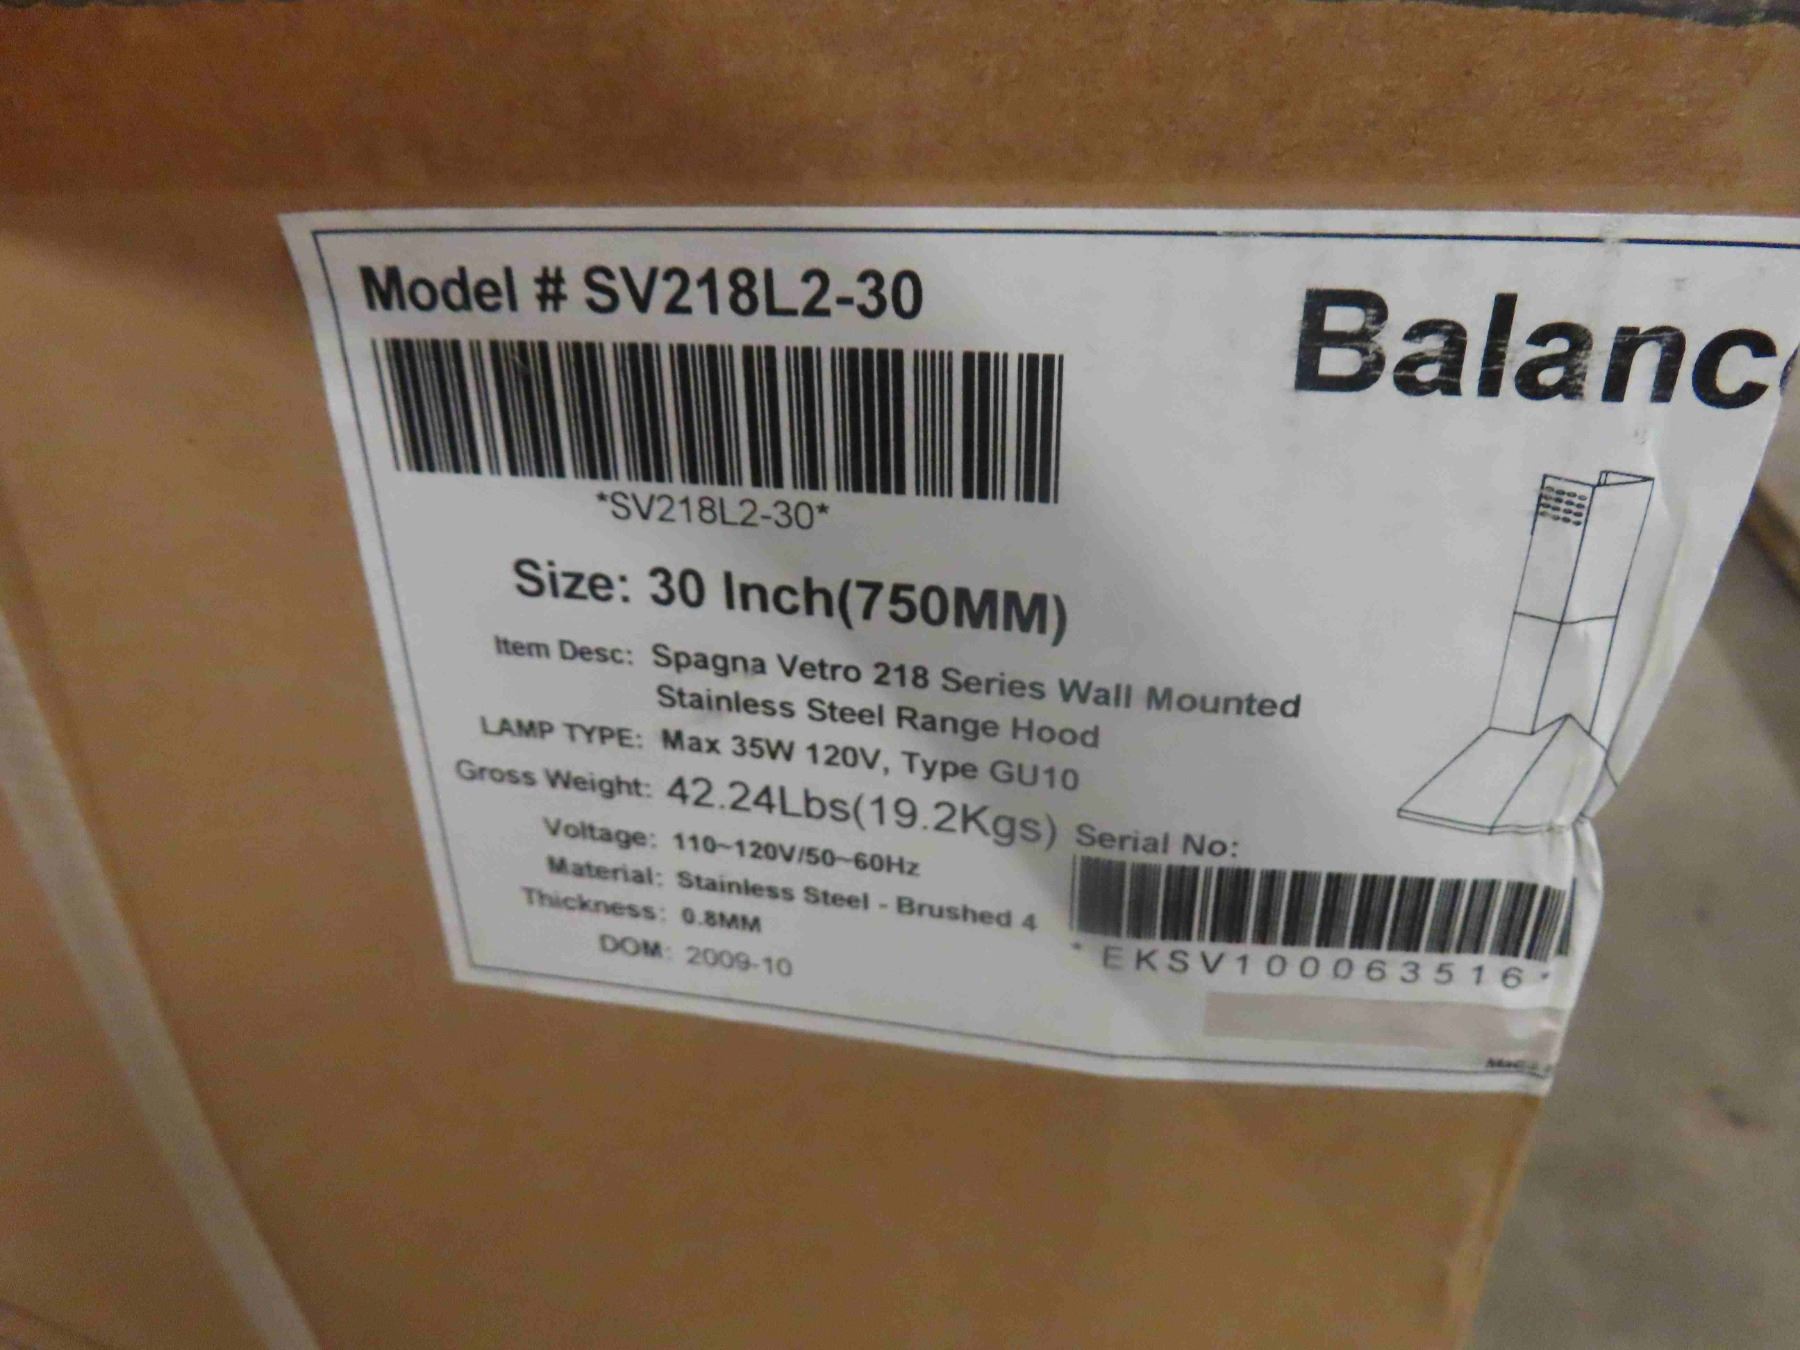 Model # SV218L2-30
Balanc
*SV218L2-30*
Size: 30 Inch(750MM)
Item Desc: Spagna Vetro 218 Series Wall Mounted
Stainless Steel Range Hood
LAMP TYPE: Max 35W 120V, Type GU10
Gross Weight: 42.24Lbs(19.2Kgs)
Voltage: 110~120V/50~60Hz
Material: Stainless Steel - Brushed 4
Thickness: 0.8MM
DOM: 2009-10
Serial No:
*EKSV100063516*